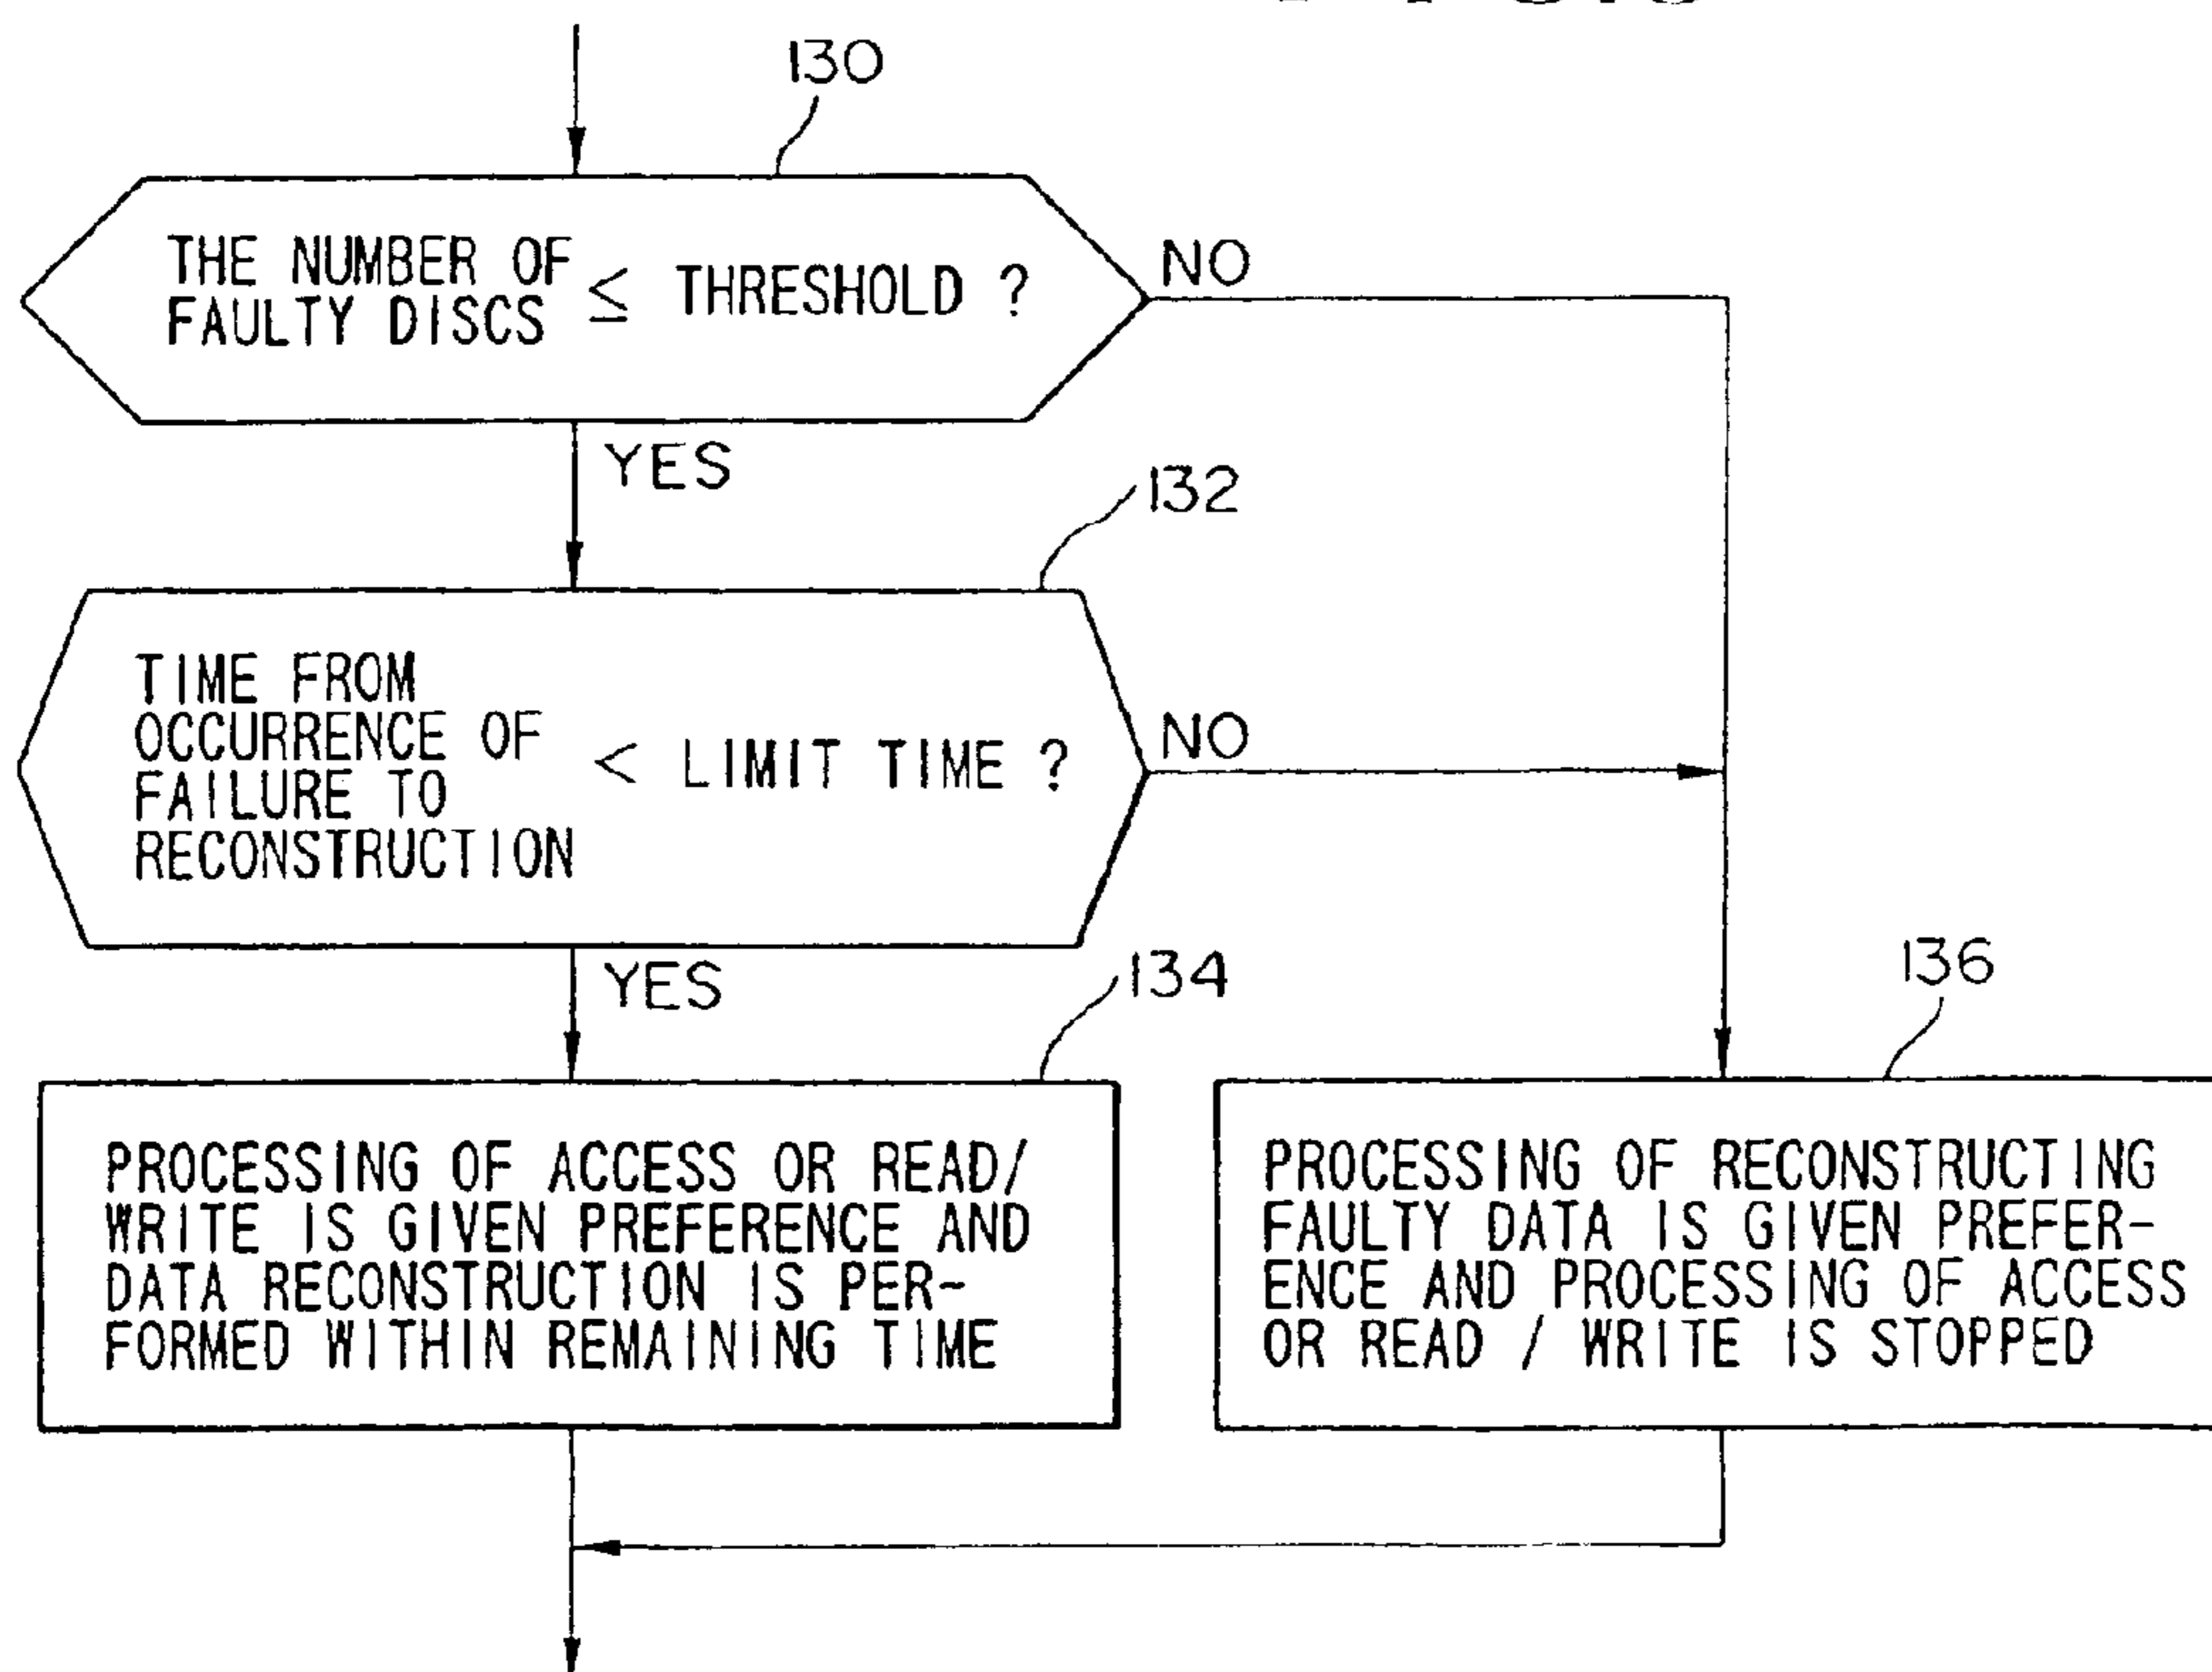 130
THE NUMBER OF
FAULTY DISCS ≤ THRESHOLD ?
NO
YES
132
TIME FROM
OCCURRENCE OF
FAILURE TO
RECONSTRUCTION
< LIMIT TIME ?
NO
YES
134
136
PROCESSING OF ACCESS OR READ/
WRITE IS GIVEN PREFERENCE AND
DATA RECONSTRUCTION IS PER-
FORMED WITHIN REMAINING TIME
PROCESSING OF RECONSTRUCTING
FAULTY DATA IS GIVEN PREFER-
ENCE AND PROCESSING OF ACCESS
OR READ / WRITE IS STOPPED